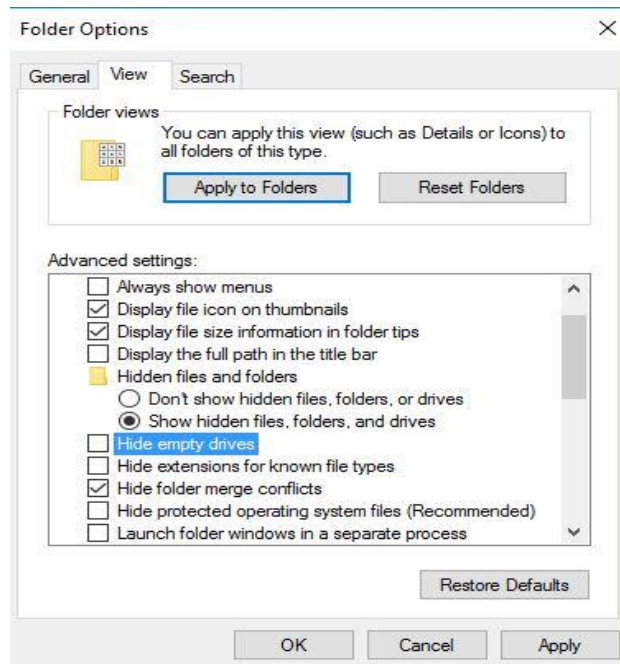 Folder Options
General View Search
Folder views
You can apply this view (such as Details or Icons) to
all folders of this type.
Apply to Folders Reset Folders
Advanced settings:
Always show menus
Display file icon on thumbnails
Display file size information in folder tips
Display the full path in the title bar
Hidden files and folders
Don't show hidden files, folders, or drives
Show hidden files, folders, and drives
Hide empty drives
Hide extensions for known file types
Hide folder merge conflicts
Hide protected operating system files (Recommended)
Launch folder windows in a separate process
Restore Defaults
OK Cancel Apply